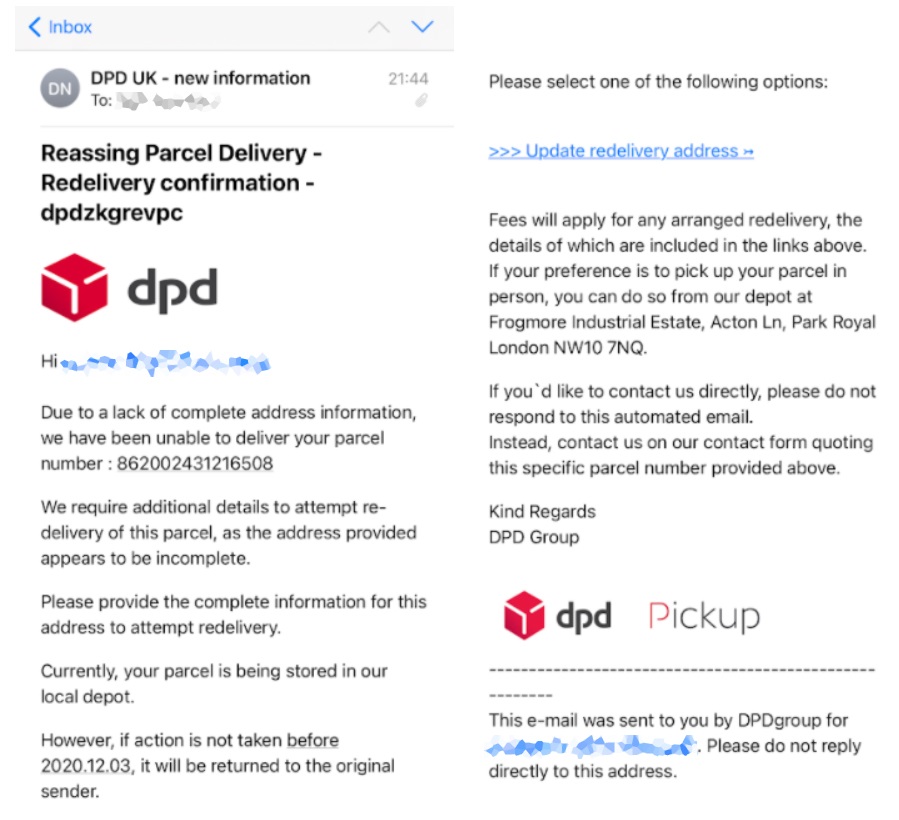 Inbox
DN
DPD UK - new information
21:44
To:
Reassing Parcel Delivery -
Redelivery confirmation -
dpdzkgrevpc
dpd
Hi
Due to a lack of complete address information,
we have been unable to deliver your parcel
number : 862002431216508
We require additional details to attempt re-
delivery of this parcel, as the address provided
appears to be incomplete.
Please provide the complete information for this
address to attempt redelivery.
Currently, your parcel is being stored in our
local depot.
However, if action is not taken before
2020.12.03, it will be returned to the original
sender.
Please select one of the following options:
>>> Update redelivery address ↣
Fees will apply for any arranged redelivery, the
details of which are included in the links above.
If your preference is to pick up your parcel in
person, you can do so from our depot at
Frogmore Industrial Estate, Acton Ln, Park Royal
London NW10 7NQ.
If you`d like to contact us directly, please do not
respond to this automated email.
Instead, contact us on our contact form quoting
this specific parcel number provided above.
Kind Regards
DPD Group
dpd Pickup
------------------------------------------------
--------
This e-mail was sent to you by DPDgroup for
. Please do not reply
directly to this address.